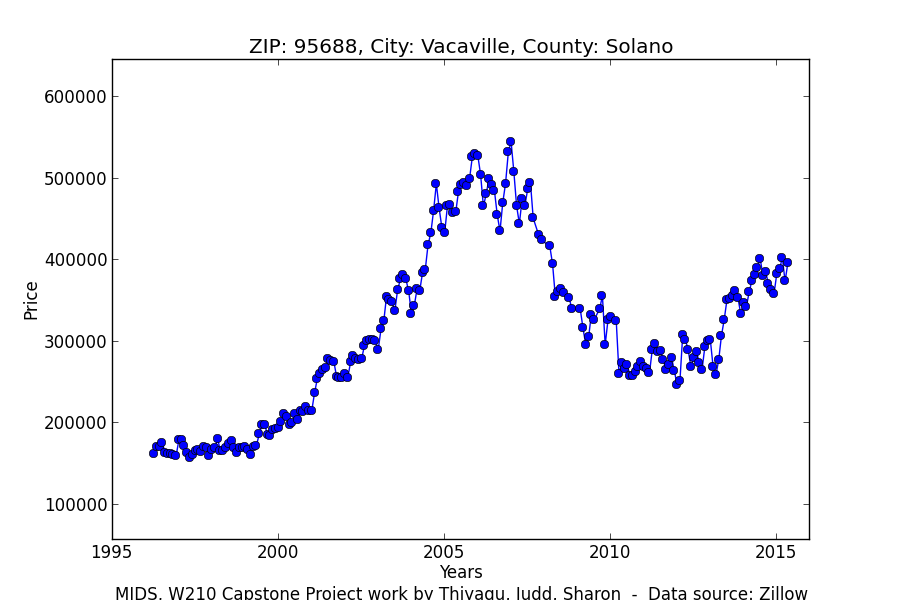 ZIP: 95688, City: Vacaville, County: Solano
600000
500000
400000
300000
200000
100000
Price
1995 2000 2005 2010 2015
Years
MIDS, W210 Capstone Project work by Thiyagu, Judd, Sharon - Data source: Zillow